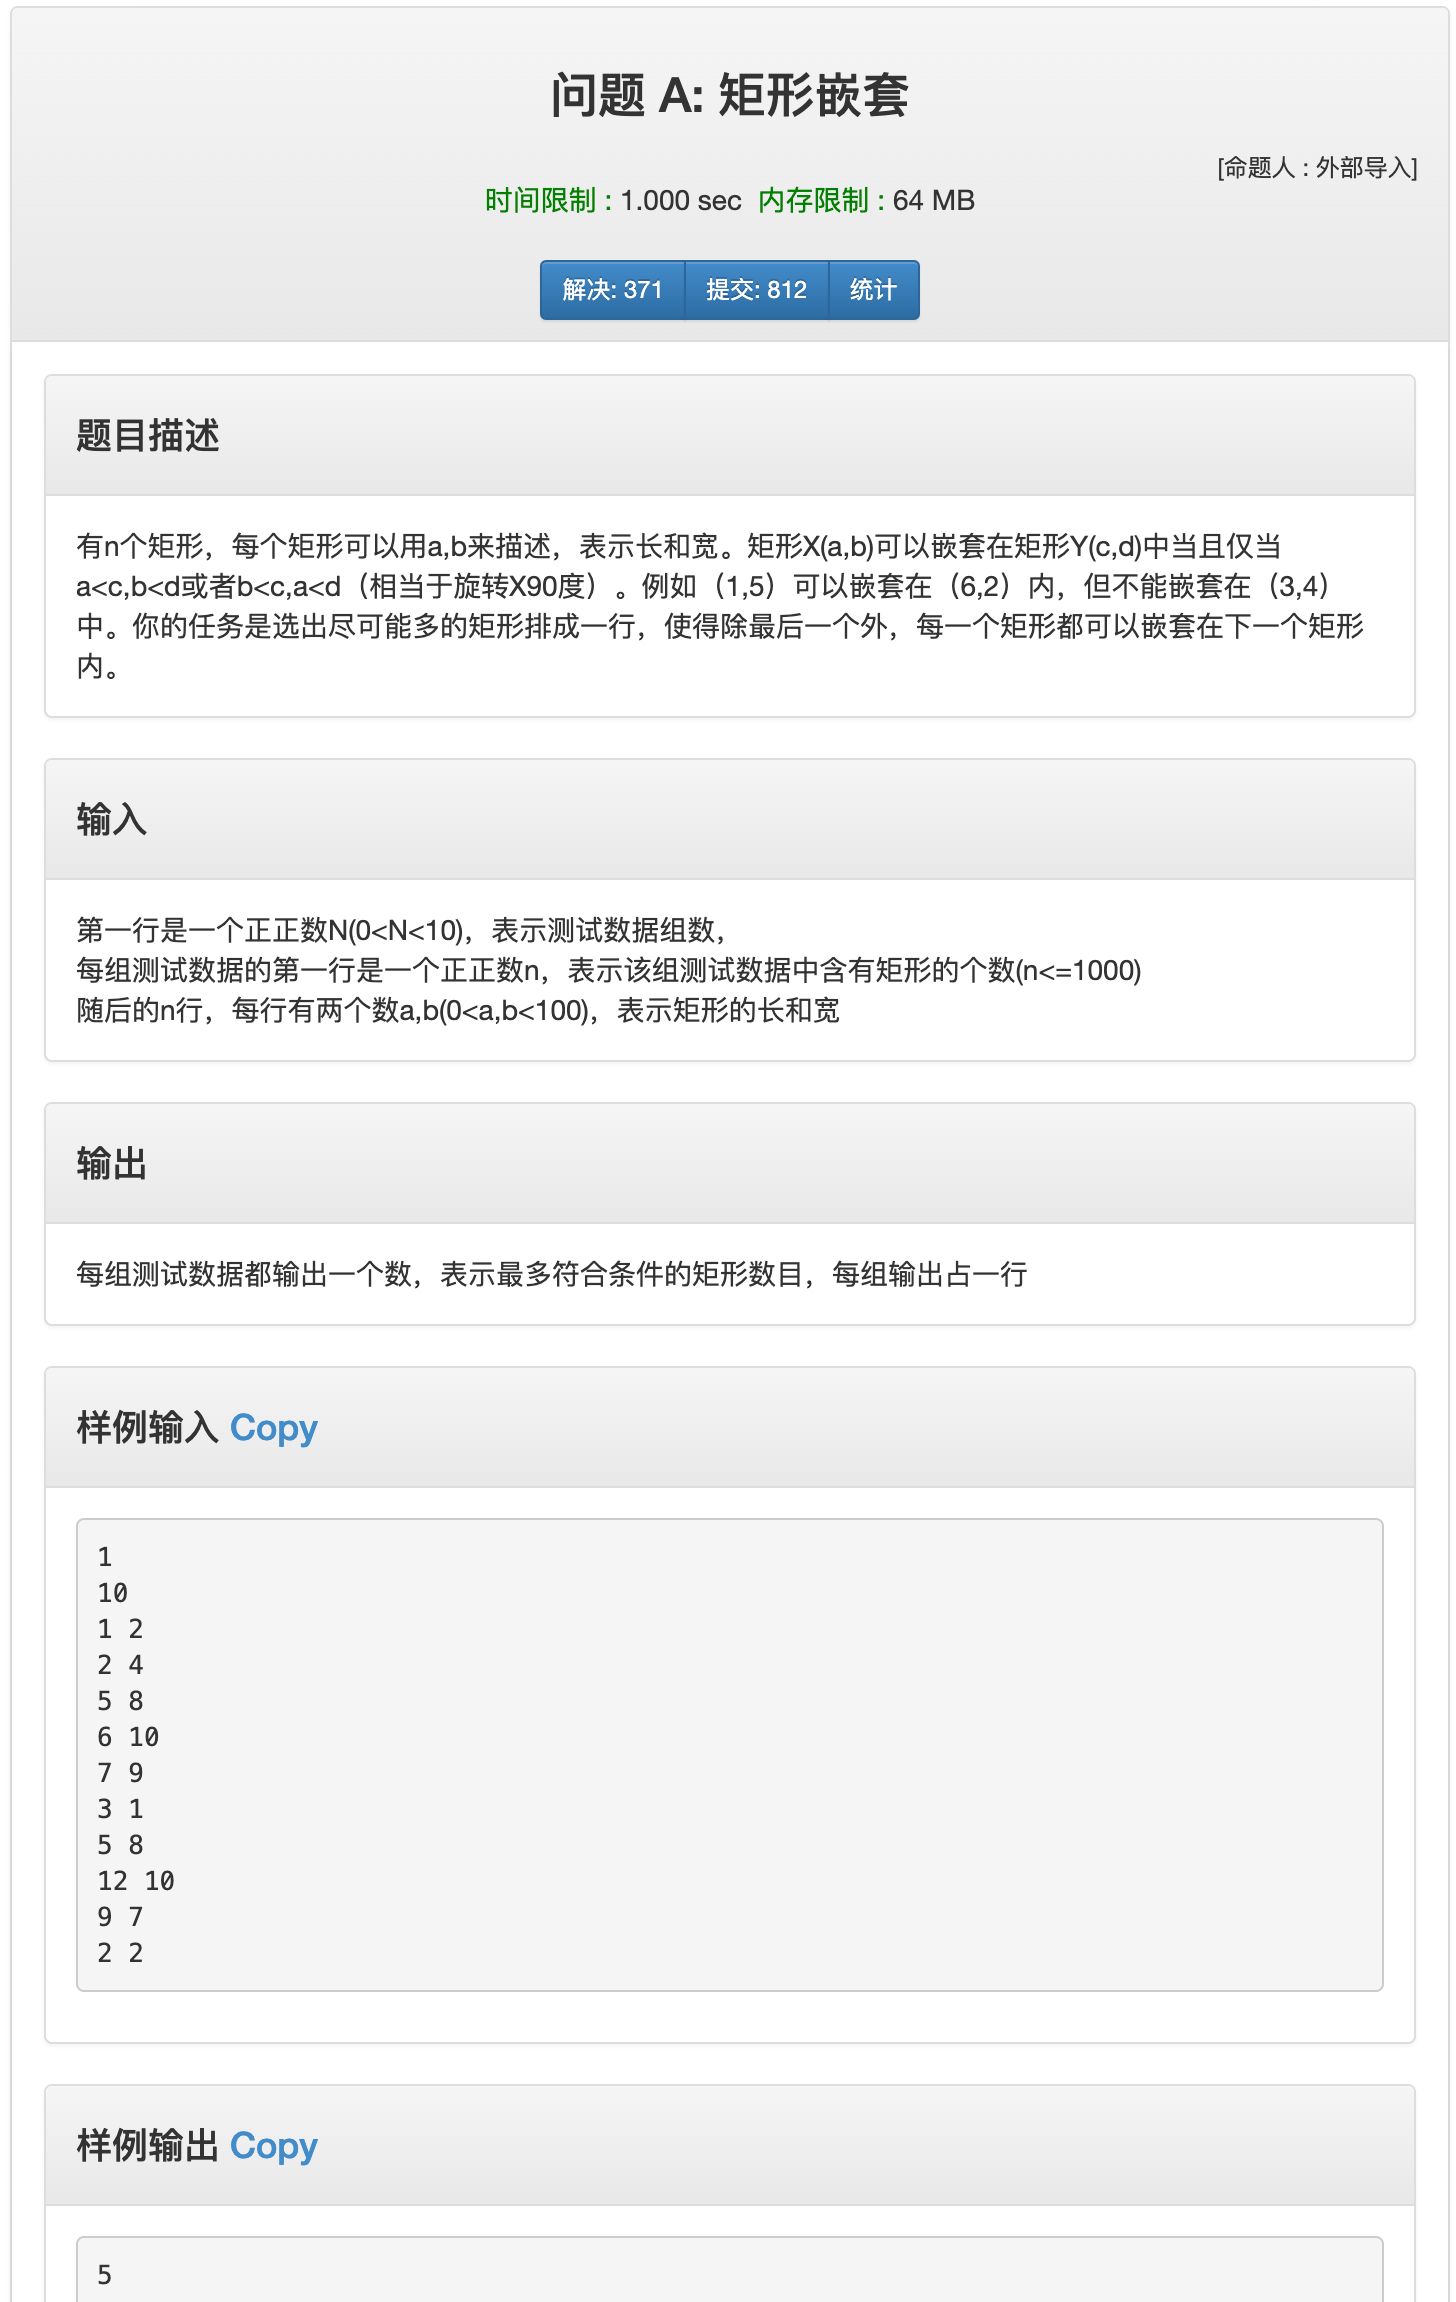 问题 A: 矩形嵌套
[命题人 : 外部导入]
时间限制 : 1.000 sec 内存限制 : 64 MB
解决: 371 提交: 812 统计
题目描述
有n个矩形，每个矩形可以用a,b来描述，表示长和宽。矩形X(a,b)可以嵌套在矩形Y(c,d)中当且仅当
a<c,b<d或者b<c,a<d（相当于旋转X90度）。例如（1,5）可以嵌套在（6,2）内，但不能嵌套在（3,4）
中。你的任务是选出尽可能多的矩形排成一行，使得除最后一个外，每一个矩形都可以嵌套在下一个矩形
内。
输入
第一行是一个正正数N(0<N<10)，表示测试数据组数，
每组测试数据的第一行是一个正正数n，表示该组测试数据中含有矩形的个数(n<=1000)
随后的n行，每行有两个数a,b(0<a,b<100)，表示矩形的长和宽
输出
每组测试数据都输出一个数，表示最多符合条件的矩形数目，每组输出占一行
样例输入 Copy
1
10
1 2
2 4
5 8
6 10
7 9
3 1
5 8
12 10
9 7
2 2
样例输出 Copy
5